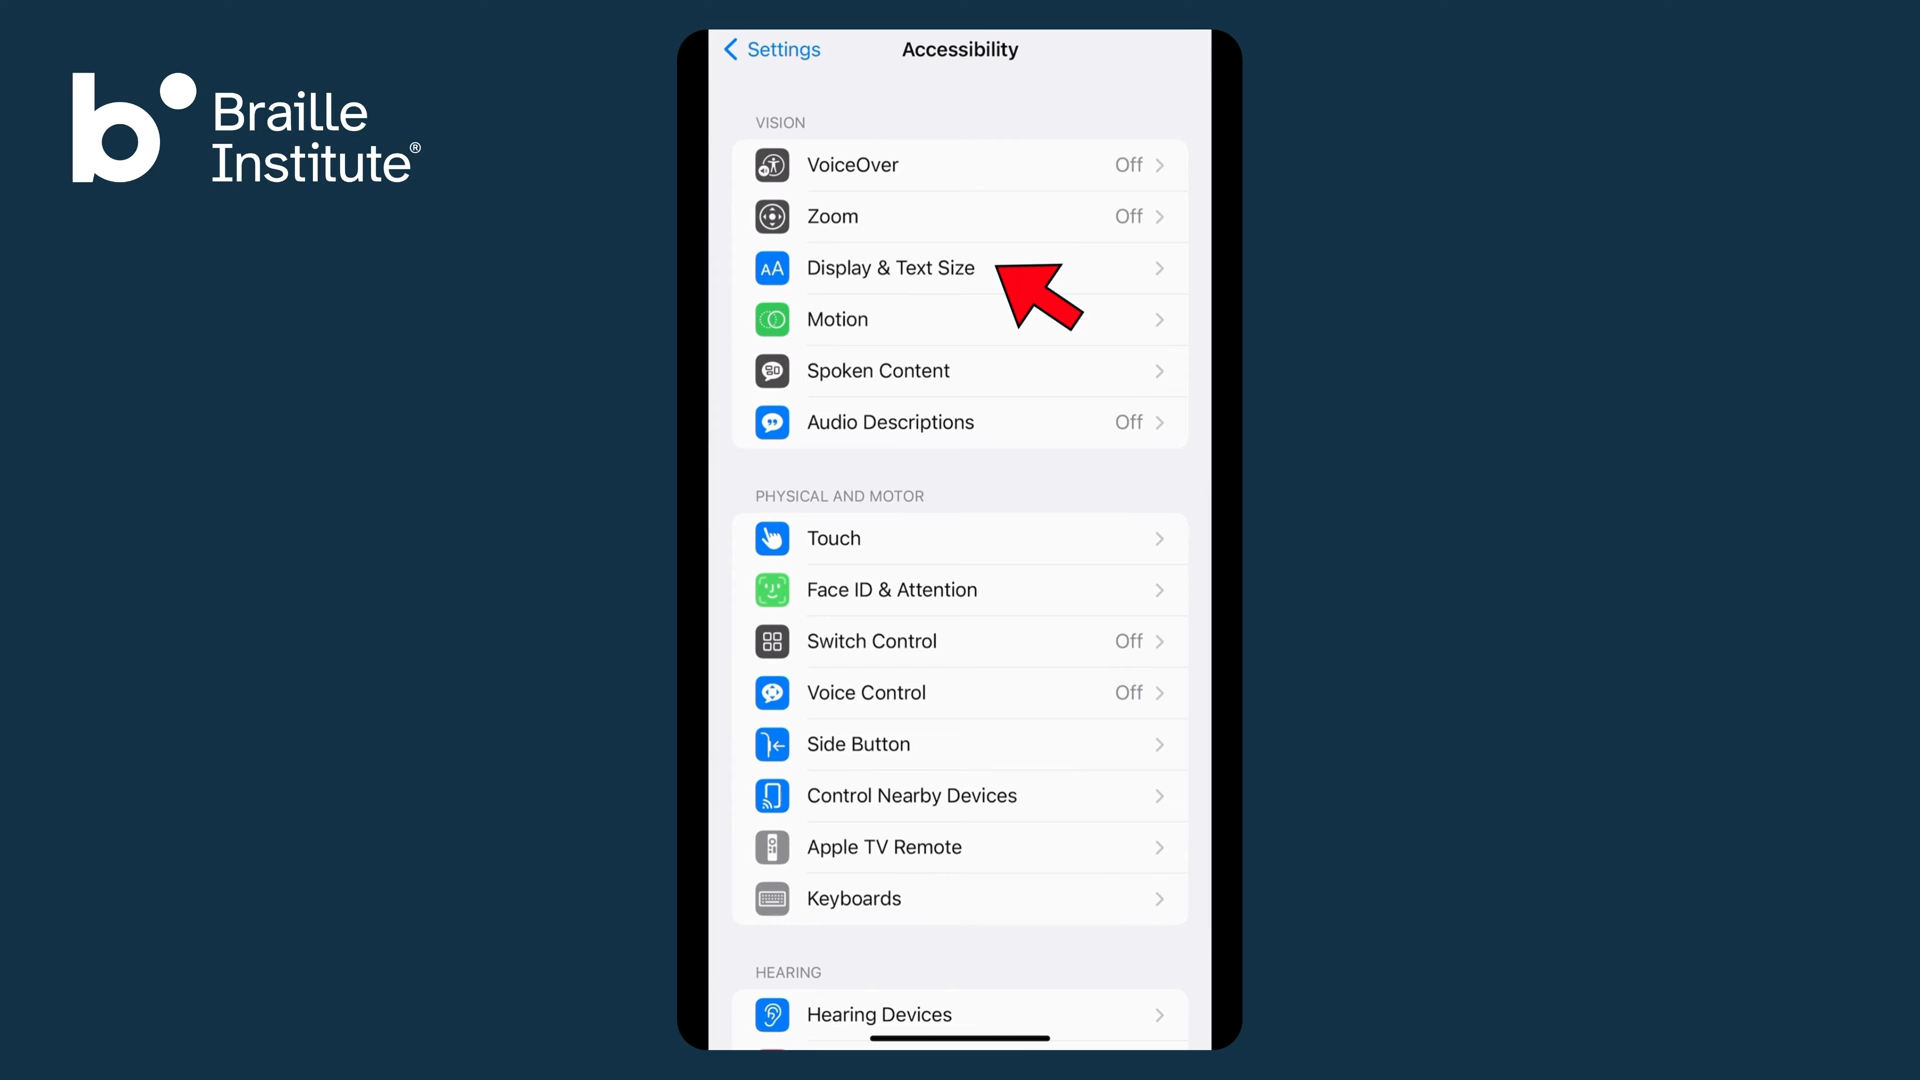 Braille
Institute®
Settings
Accessibility
VISION
VoiceOver Off
Zoom Off
AA Display & Text Size
Motion
Spoken Content
Audio Descriptions Off
PHYSICAL AND MOTOR
Touch
Face ID & Attention
Switch Control Off
Voice Control Off
Side Button
Control Nearby Devices
Apple TV Remote
Keyboards
HEARING
Hearing Devices